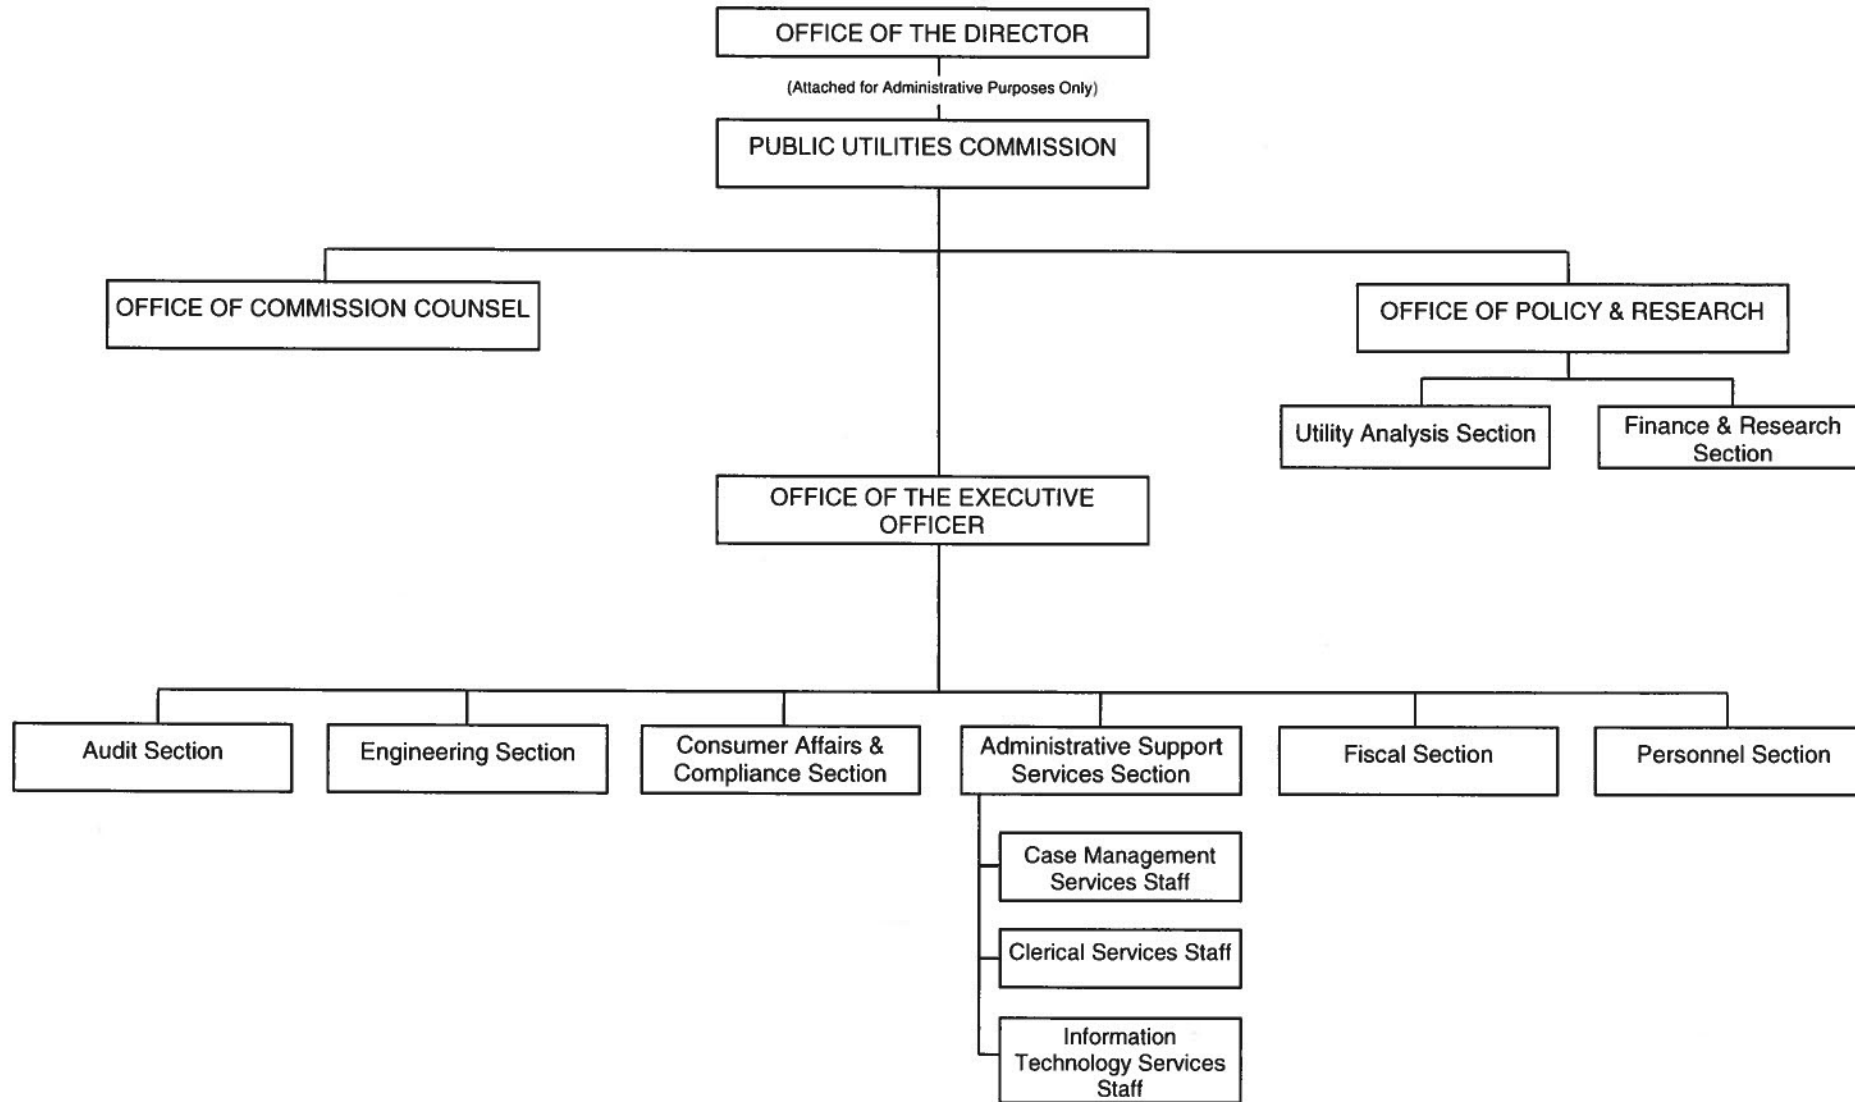 OFFICE OF THE DIRECTOR
(Attached for Administrative Purposes Only)
PUBLIC UTILITIES COMMISSION
OFFICE OF COMMISSION COUNSEL
OFFICE OF POLICY & RESEARCH
Utility Analysis Section
Finance & Research
Section
OFFICE OF THE EXECUTIVE
OFFICER
Audit Section
Engineering Section
Consumer Affairs &
Compliance Section
Administrative Support
Services Section
Fiscal Section
Personnel Section
Case Management
Services Staff
Clerical Services Staff
Information
Technology Services
Staff